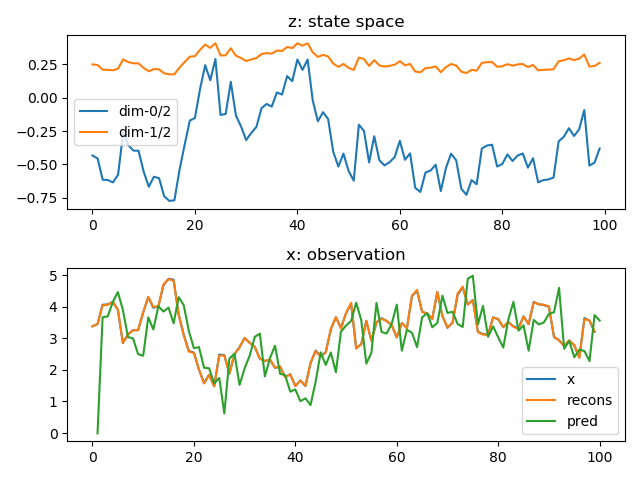 z: state space
0.25
0.00
−0.25
−0.50
−0.75
dim-0/2
dim-1/2
0 20 40 60 80 100
x: observation
5
4
3
2
1
0
x
recons
pred
0 20 40 60 80 100